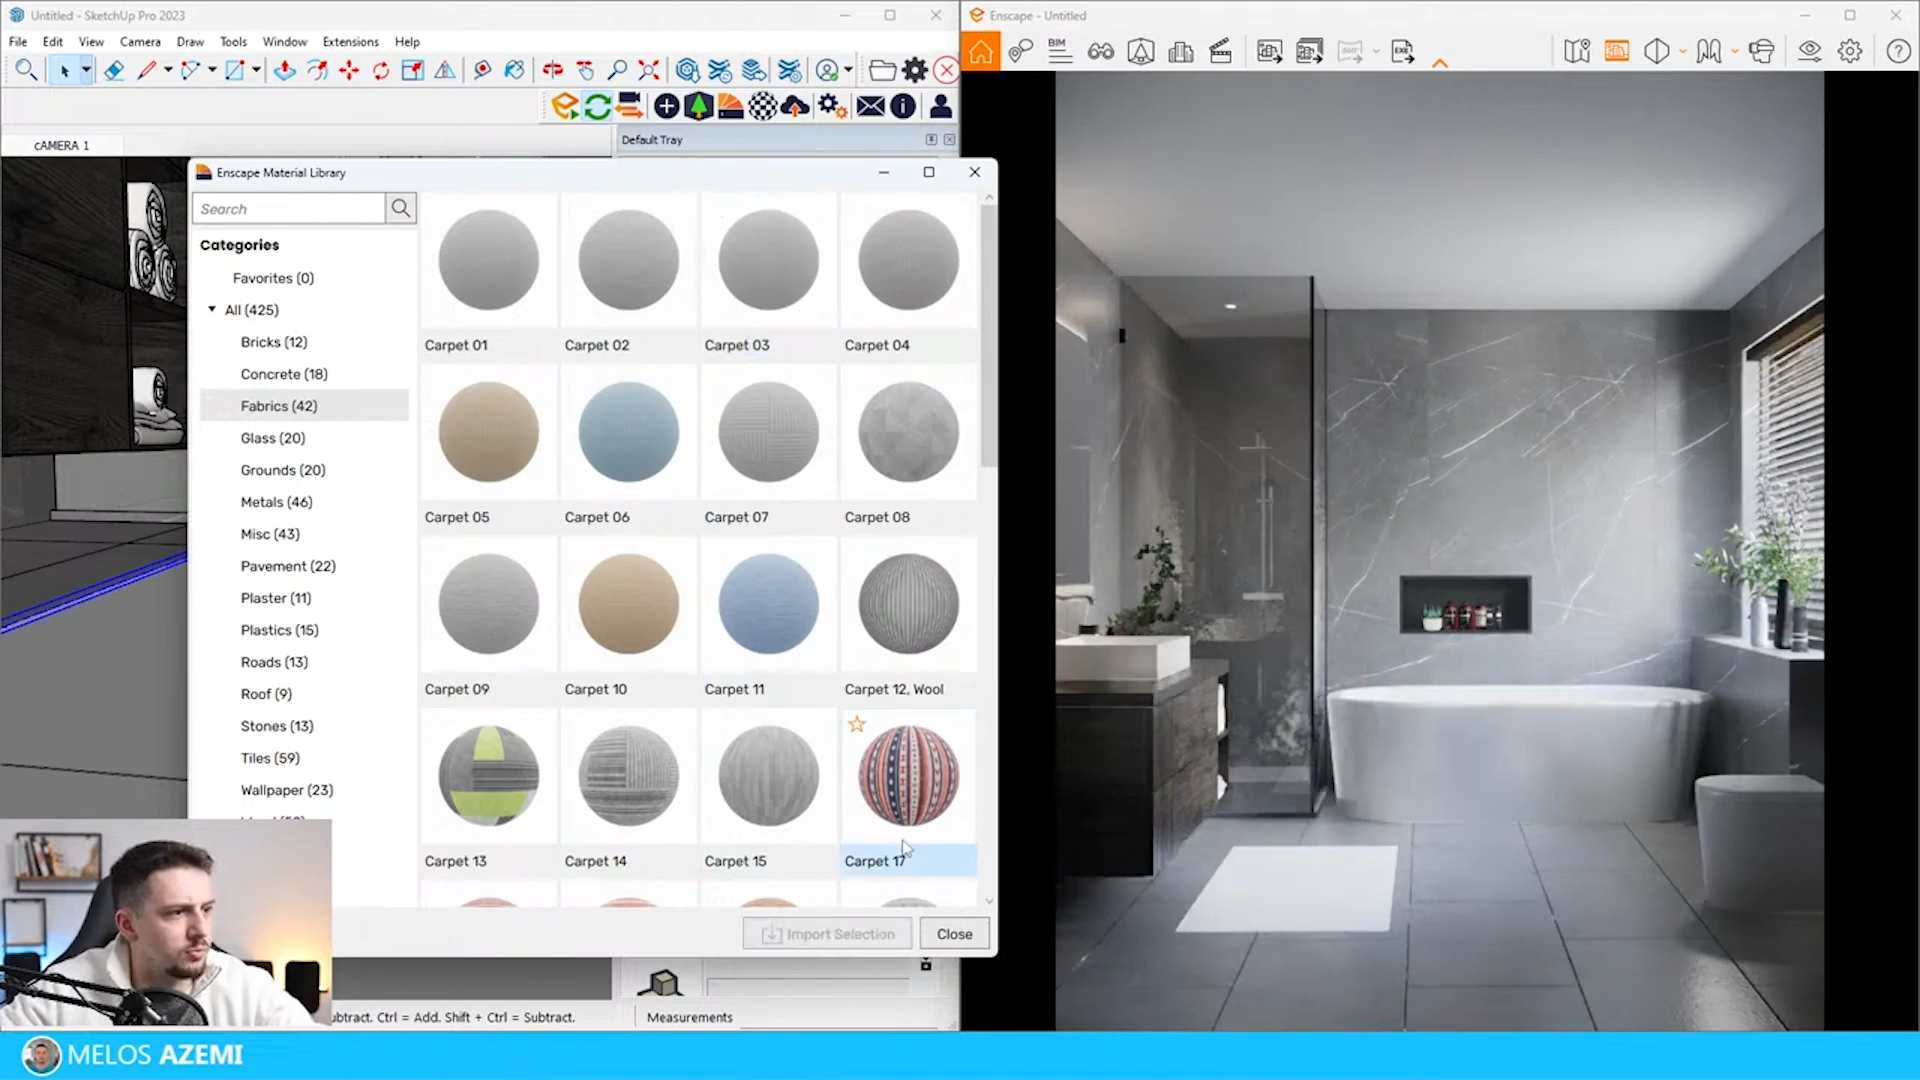 Untitled - SketchUp Pro 2023
File Edit View Camera Draw Tools Window Extensions Help
cAMERA 1
Default Tray
Enscape Material Library
Search
Categories
Favorites (0)
All (425)
Bricks (12)
Concrete (18)
Fabrics (42)
Glass (20)
Grounds (20)
Metals (46)
Misc (43)
Pavement (22)
Plaster (11)
Plastics (15)
Roads (13)
Roof (9)
Stones (13)
Tiles (59)
Wallpaper (23)
Carpet 01 Carpet 02 Carpet 03 Carpet 04
Carpet 05 Carpet 06 Carpet 07 Carpet 08
Carpet 09 Carpet 10 Carpet 11 Carpet 12, Wool
Carpet 13 Carpet 14 Carpet 15 Carpet 17
Import Selection Close
ubtract. Ctrl = Add. Shift + Ctrl = Subtract.
Measurements
Enscape - Untitled
BIM
360°
EXE
MELOS AZEMI